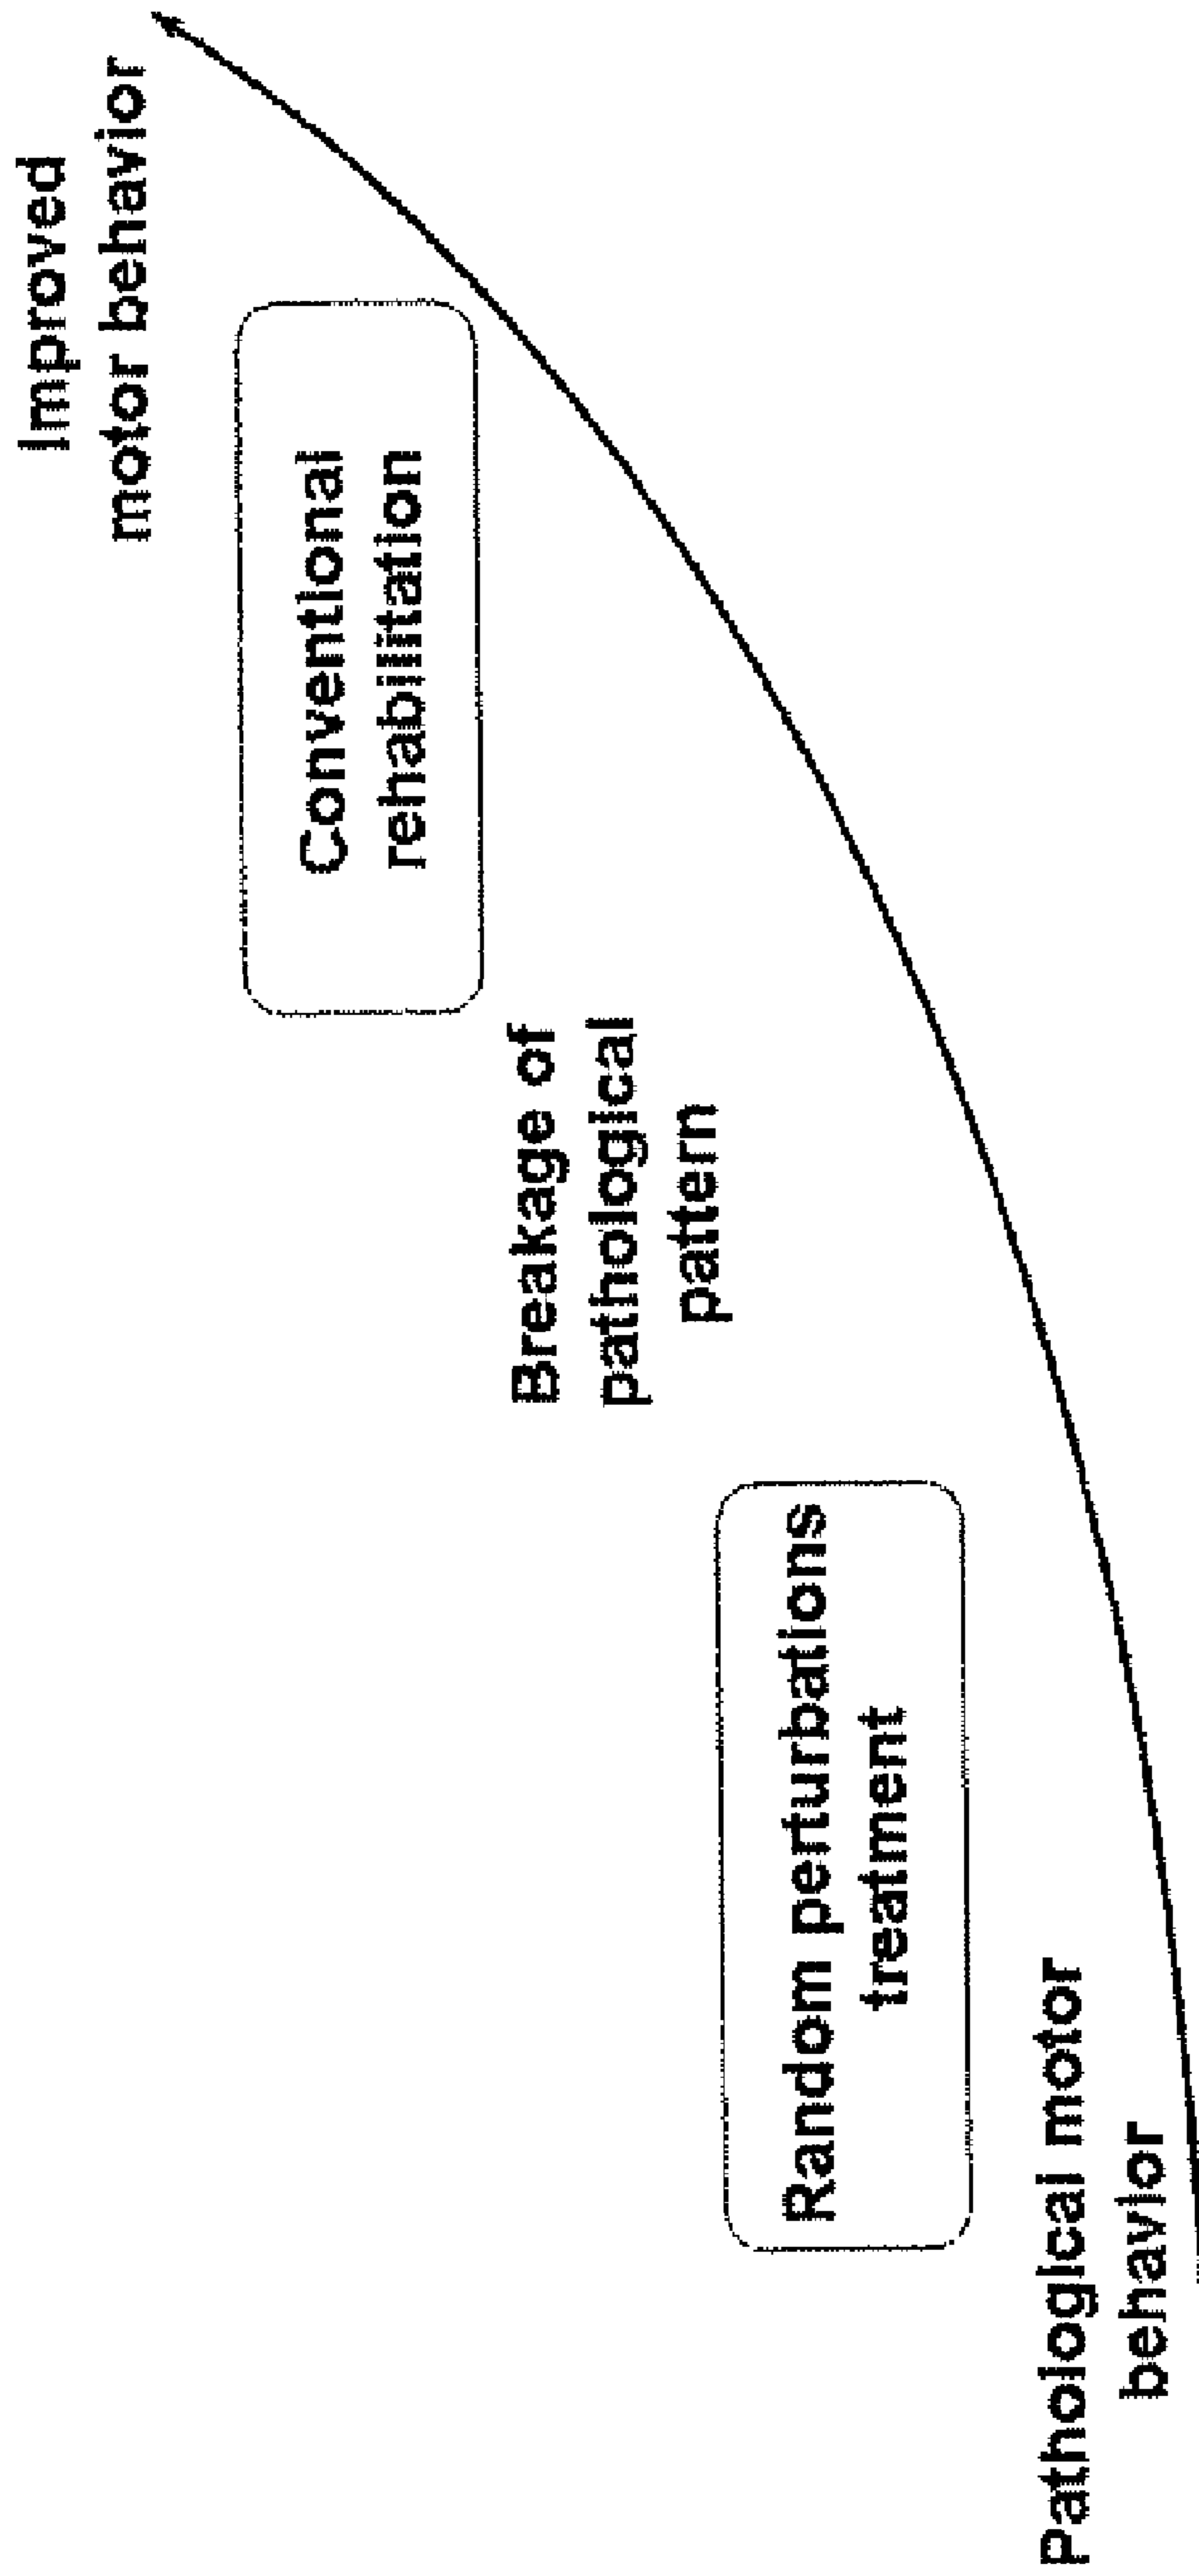 Improved
motor behavior
Conventional
rehabilitation
Breakage of
pathological
pattern
Random perturbations
treatment
Pathological motor
behavior